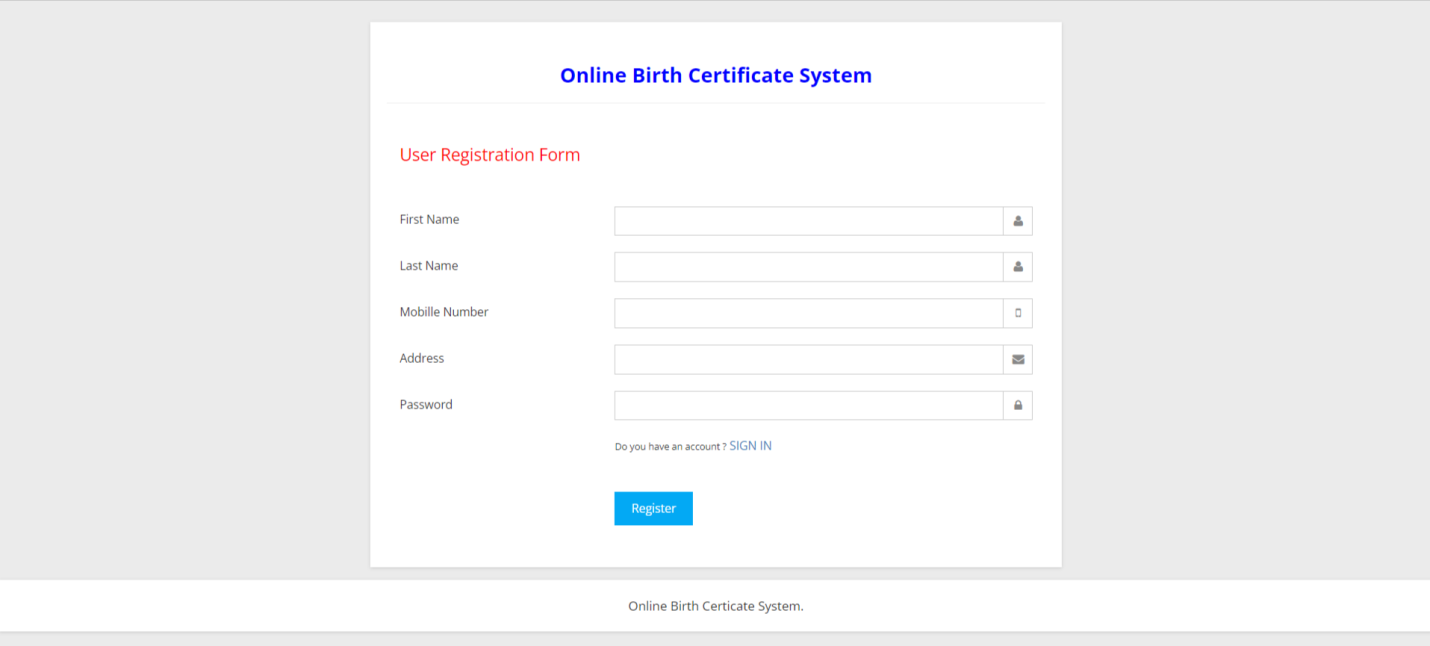 Online Birth Certificate System
User Registration Form
First Name
Last Name
Mobille Number
Address
Password
Do you have an account ? SIGN IN
Register
Online Birth Certicate System.